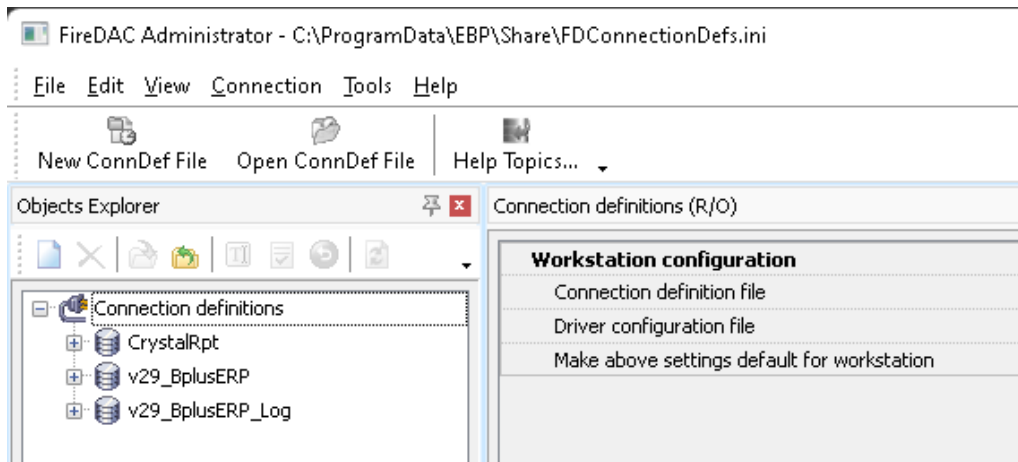 FireDAC Administrator - C:\ProgramData\EBP\Share\FDConnectionDefs.ini
File Edit View Connection Tools Help
New ConnDef File Open ConnDef File Help Topics...
Objects Explorer
Connection definitions (R/O)
Connection definitions
CrystalRpt
v29_BplusERP
v29_BplusERP_Log
Workstation configuration
Connection definition file
Driver configuration file
Make above settings default for workstation